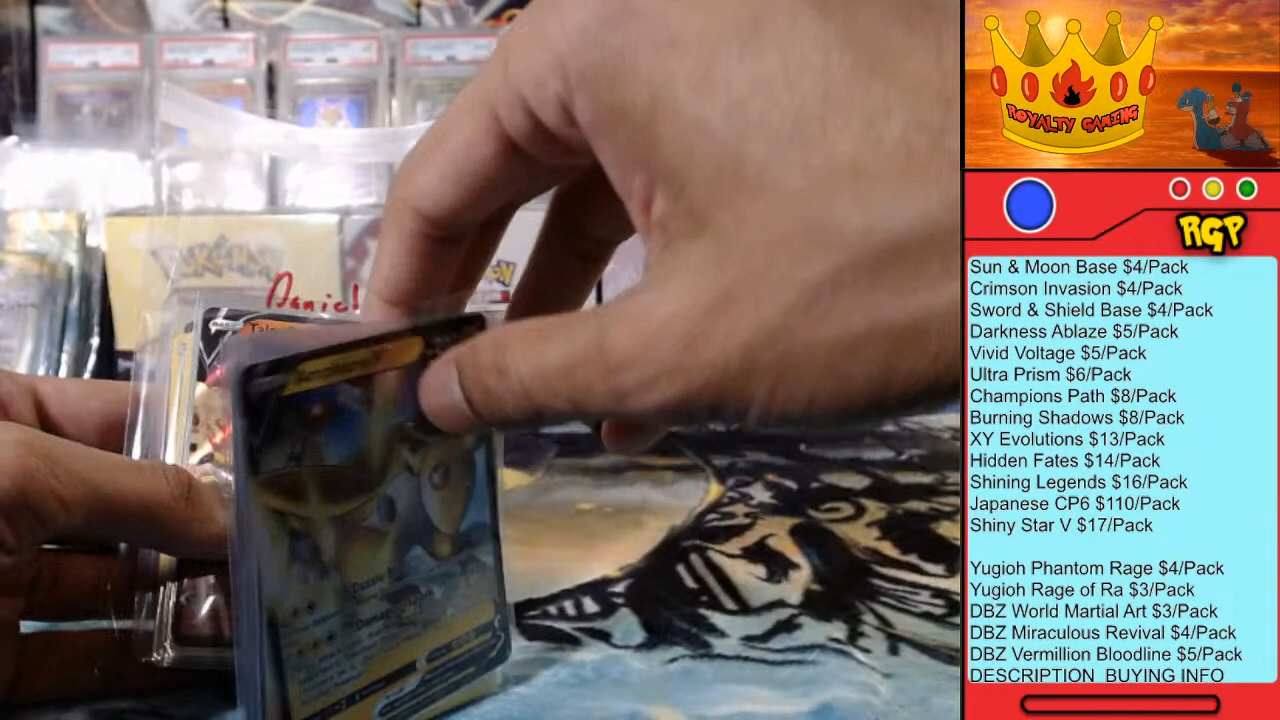 ROYALTY GAMING
RGP
Sun & Moon Base $4/Pack
Crimson Invasion $4/Pack
Sword & Shield Base $4/Pack
Darkness Ablaze $5/Pack
Vivid Voltage $5/Pack
Ultra Prism $6/Pack
Champions Path $8/Pack
Burning Shadows $8/Pack
XY Evolutions $13/Pack
Hidden Fates $14/Pack
Shining Legends $16/Pack
Japanese CP6 $110/Pack
Shiny Star V $17/Pack
Yugioh Phantom Rage $4/Pack
Yugioh Rage of Ra $3/Pack
DBZ World Martial Art $3/Pack
DBZ Miraculous Revival $4/Pack
DBZ Vermillion Bloodline $5/Pack
DESCRIPTION BUYING INFO
POKéMON
Daniel